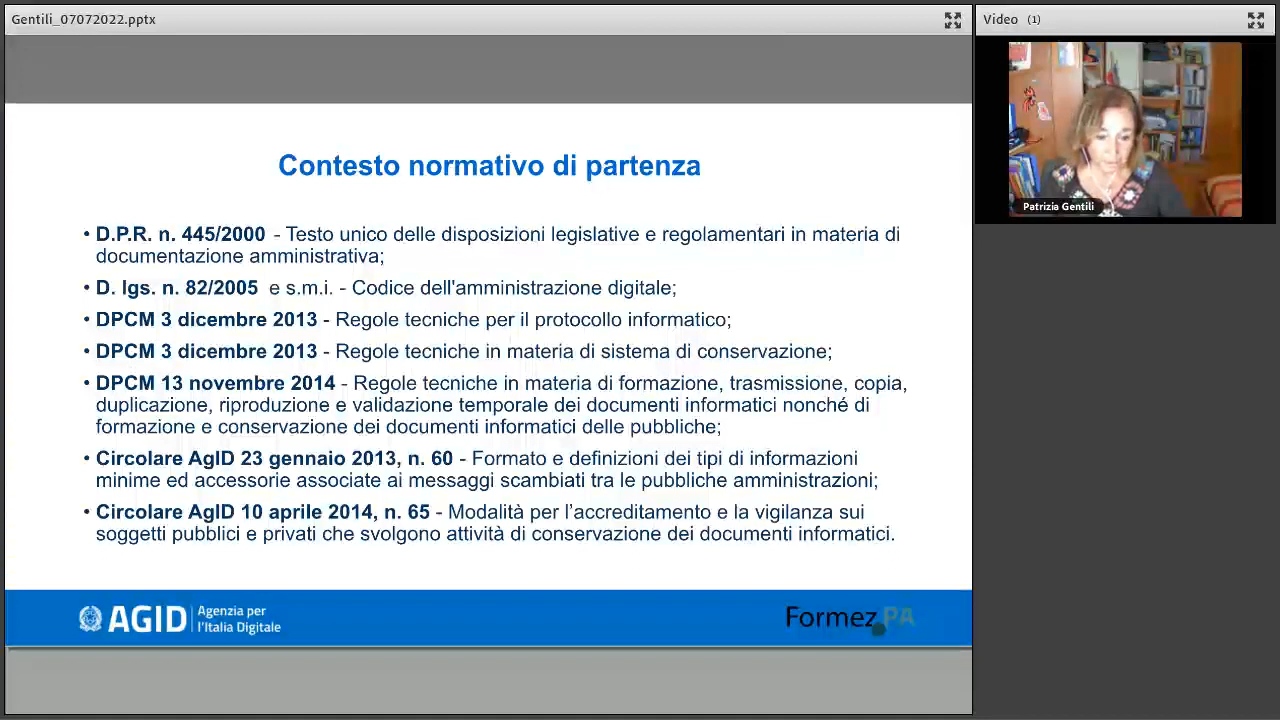 Gentili_07072022.pptx
Video (1)
Patrizia Gentili
Contesto normativo di partenza
• D.P.R. n. 445/2000 - Testo unico delle disposizioni legislative e regolamentari in materia di
documentazione amministrativa;
• D. lgs. n. 82/2005 e s.m.i. - Codice dell'amministrazione digitale;
• DPCM 3 dicembre 2013 - Regole tecniche per il protocollo informatico;
• DPCM 3 dicembre 2013 - Regole tecniche in materia di sistema di conservazione;
• DPCM 13 novembre 2014 - Regole tecniche in materia di formazione, trasmissione, copia,
duplicazione, riproduzione e validazione temporale dei documenti informatici nonché di
formazione e conservazione dei documenti informatici delle pubbliche;
• Circolare AgID 23 gennaio 2013, n. 60 - Formato e definizioni dei tipi di informazioni
minime ed accessorie associate ai messaggi scambiati tra le pubbliche amministrazioni;
• Circolare AgID 10 aprile 2014, n. 65 - Modalità per l’accreditamento e la vigilanza sui
soggetti pubblici e privati che svolgono attività di conservazione dei documenti informatici.
AGID
Agenzia per
l'Italia Digitale
Formez PA